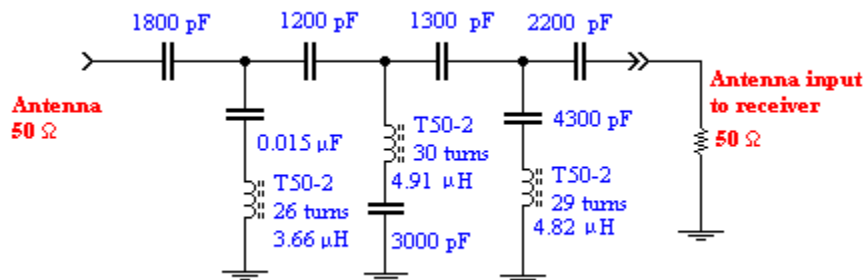 1800 pF
1200 pF
1300 pF
2200 pF
Antenna
50 Ω
0.015 µF
T50-2
26 turns
3.66 µH
T50-2
30 turns
4.91 µH
3000 pF
4300 pF
T50-2
29 turns
4.82 µH
Antenna input
to receiver
50 Ω